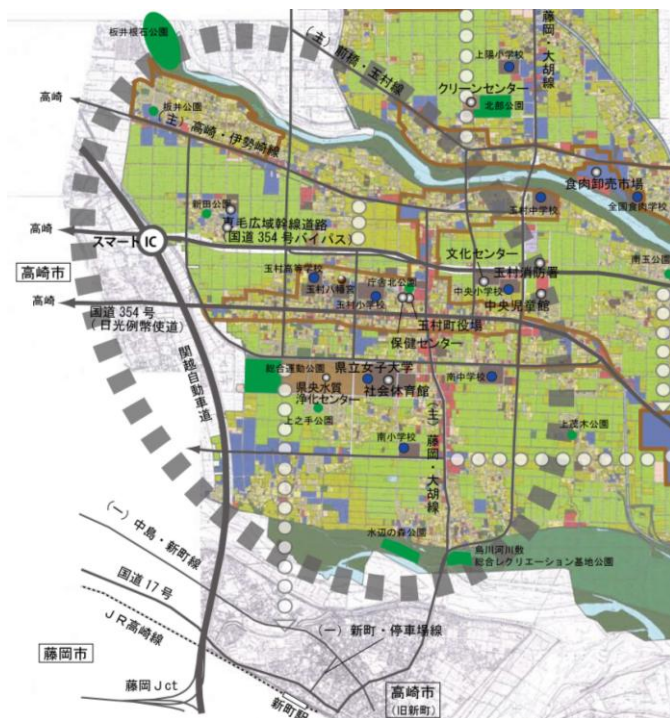 板井根石公園
(主)前橋・玉村線
藤岡・大胡線
上陽小学校
クリーンセンター
北部公園
高崎
板井公園
(主)高崎・伊勢崎線
食肉卸売市場
全国食肉学校
玉村中学校
新田公園
東毛広域幹線道路
(国道354号バイパス)
高崎
スマートIC
文化センター
玉村消防署
南玉公園
高崎市
玉村高等学校
玉村八幡宮
庁舎北公園
中央小学校
中央児童館
高崎
玉村小学校
玉村町役場
保健センター
国道354号
(日光例幣使道)
関越自動車道
総合運動公園
県立女子大学
県央水質
浄化センター
社会体育館
南中学校
上之手公園
(主)藤岡・大胡線
上茂木公園
南小学校
(一)中島・新町線
水辺の森公園
烏川河川敷
総合レクリエーション基地公園
国道17号
JR高崎線
(一)新町・停車場線
藤岡市
藤岡Jct
新町駅
高崎市
(旧新町)